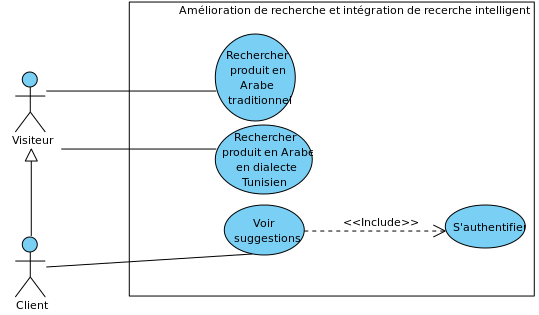 Amélioration de recherche et intégration de recerche intelligent
Rechercher
produit en
Arabe
traditionnel
Visiteur
Rechercher
produit en Arabe
en dialecte
Tunisien
Voir
suggestions
<<Include>>
S'authentifier
Client